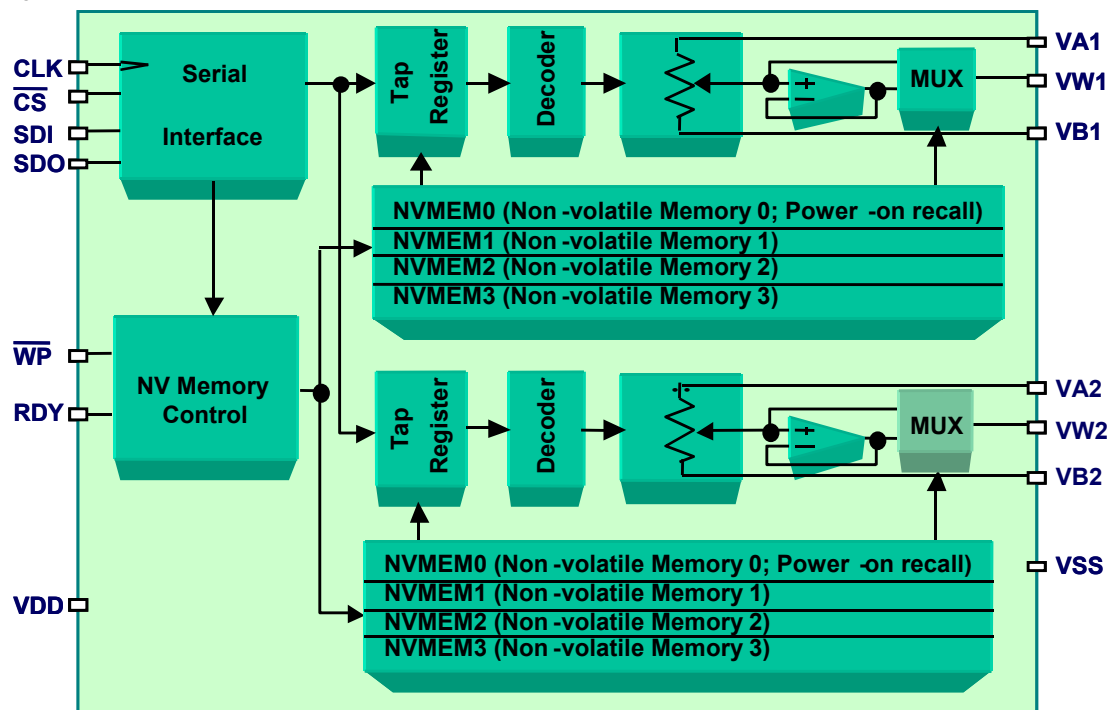 CLK
CS
SDI
SDO
Serial
Interface
Tap
Register
Decoder
+
MUX
VA1
VW1
VB1
NVMEM0 (Non -volatile Memory 0; Power -on recall)
NVMEM1 (Non -volatile Memory 1)
NVMEM2 (Non -volatile Memory 2)
NVMEM3 (Non -volatile Memory 3)
WP
RDY
NV Memory
Control
Tap
Register
Decoder
+
MUX
VA2
VW2
VB2
NVMEM0 (Non -volatile Memory 0; Power -on recall)
NVMEM1 (Non -volatile Memory 1)
NVMEM2 (Non -volatile Memory 2)
NVMEM3 (Non -volatile Memory 3)
VDD
VSS